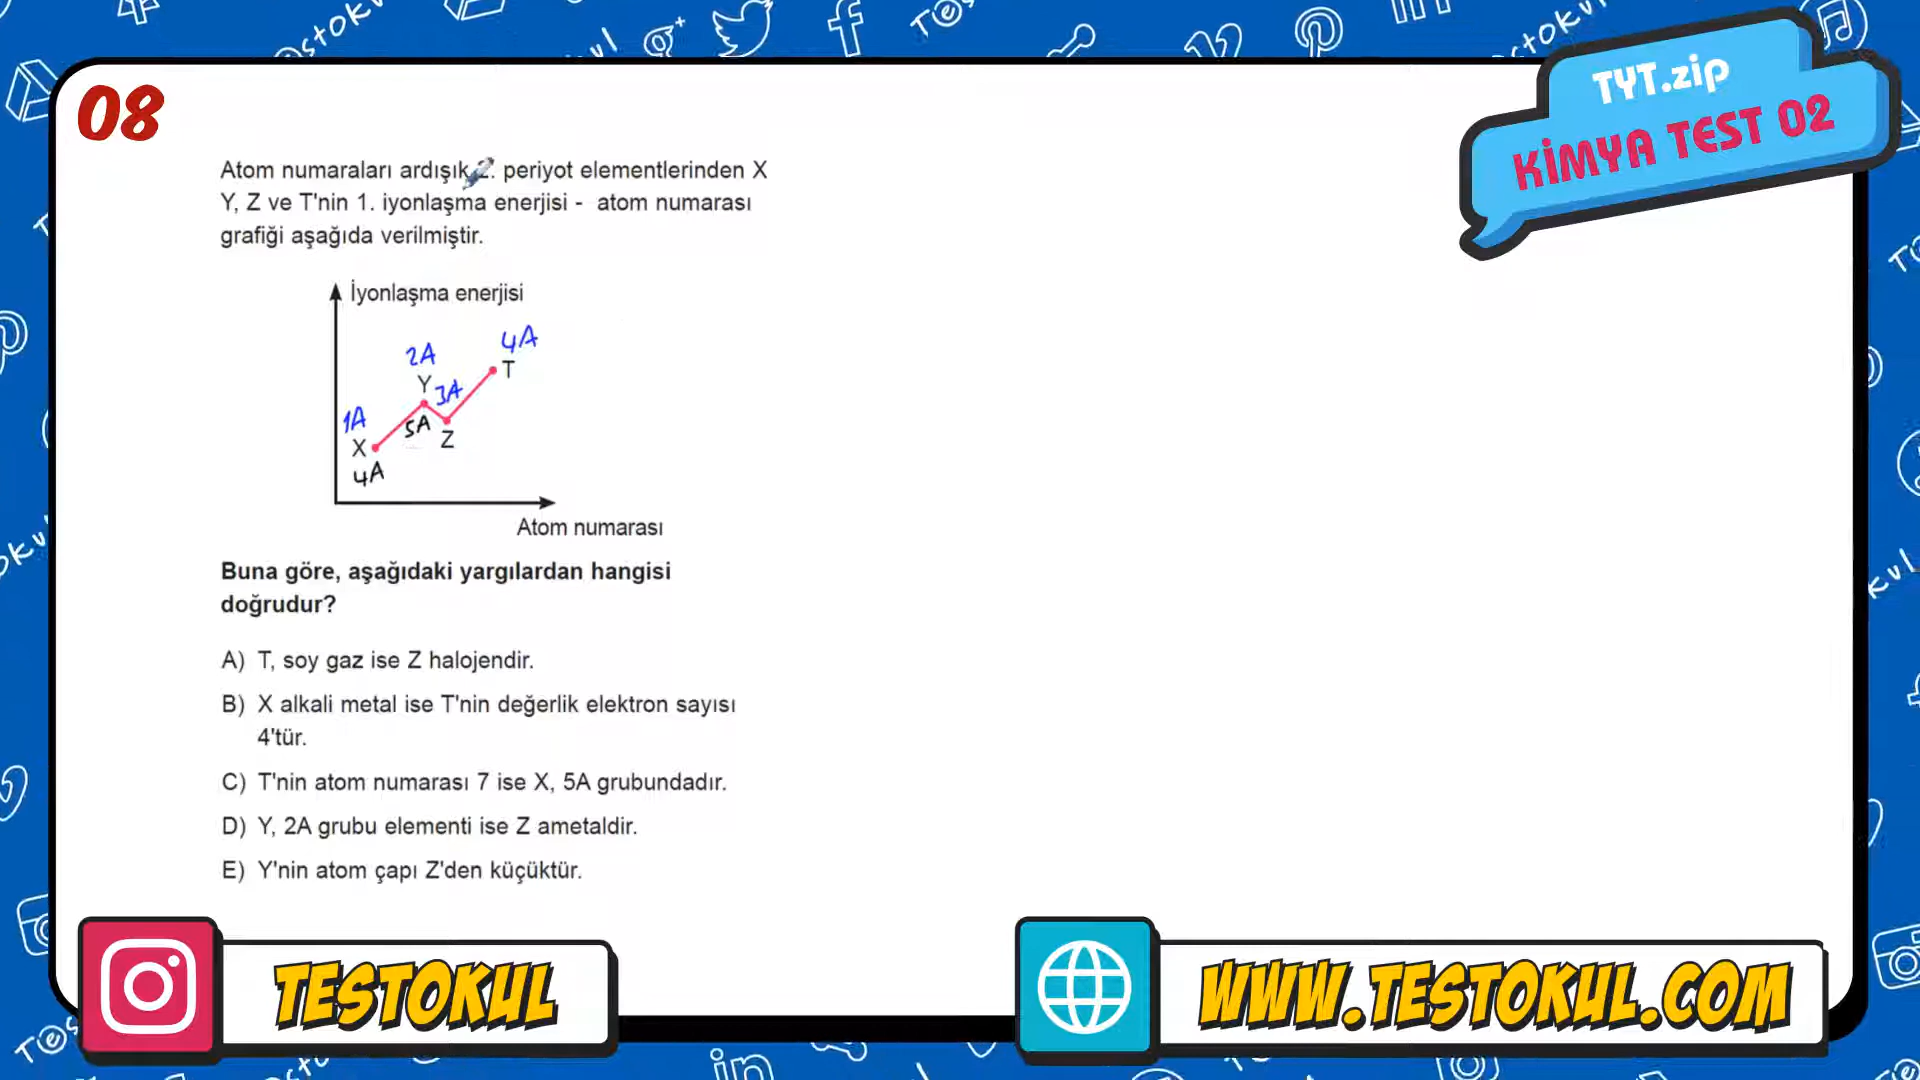 08
TYT.zip
KİMYA TEST 02
Atom numaraları ardışık 2. periyot elementlerinden X
Y, Z ve T'nin 1. iyonlaşma enerjisi - atom numarası
grafiği aşağıda verilmiştir.
İyonlaşma enerjisi
4A
2A
T
Y
3A
1A
5A
Z
X
4A
Atom numarası
Buna göre, aşağıdaki yargılardan hangisi
doğrudur?
A) T, soy gaz ise Z halojendir.
B) X alkali metal ise T'nin değerlik elektron sayısı
4'tür.
C) T'nin atom numarası 7 ise X, 5A grubundadır.
D) Y, 2A grubu elementi ise Z ametaldir.
E) Y'nin atom çapı Z'den küçüktür.
TESTOKUL
WWW.TESTOKUL.COM